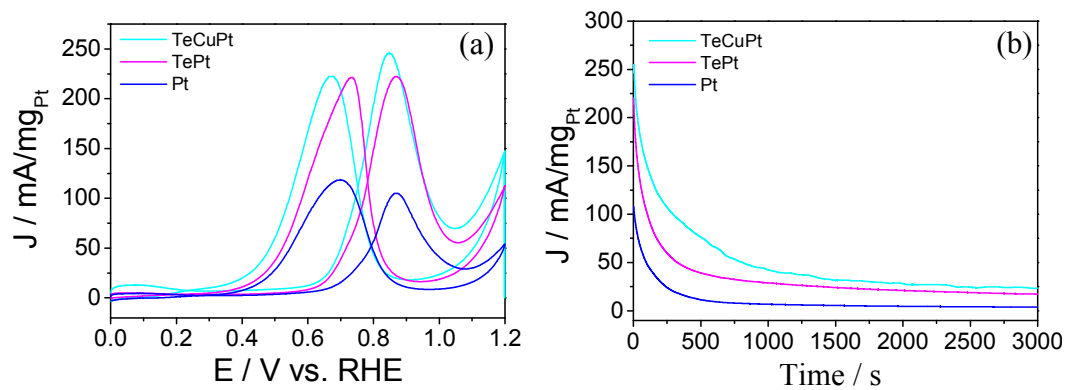 (a)
TeCuPt
TePt
Pt
J / mA/mgPt
250
200
150
100
50
0
0.0 0.2 0.4 0.6 0.8 1.0 1.2
E / V vs. RHE
(b)
TeCuPt
TePt
Pt
J / mA/mgPt
300
250
200
150
100
50
0
0 500 1000 1500 2000 2500 3000
Time / s